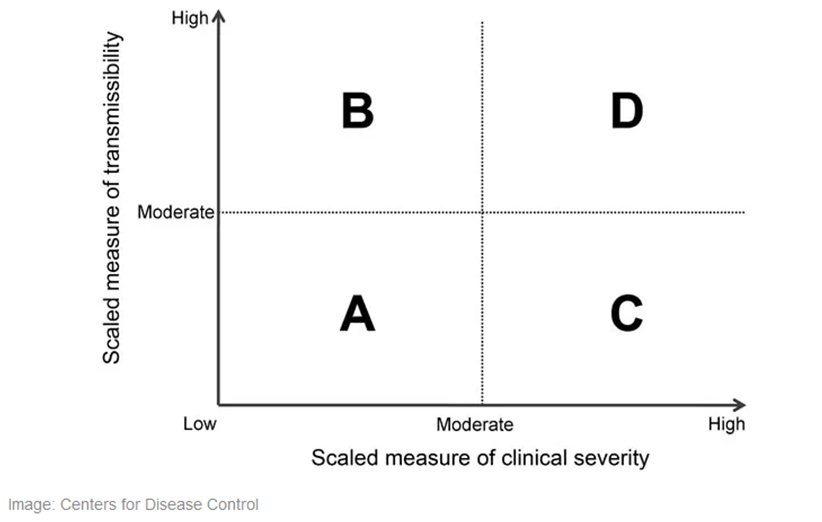 High
B
D
Scaled measure of transmissibility
Moderate
A
C
Low
Moderate
High
Scaled measure of clinical severity
Image: Centers for Disease Control